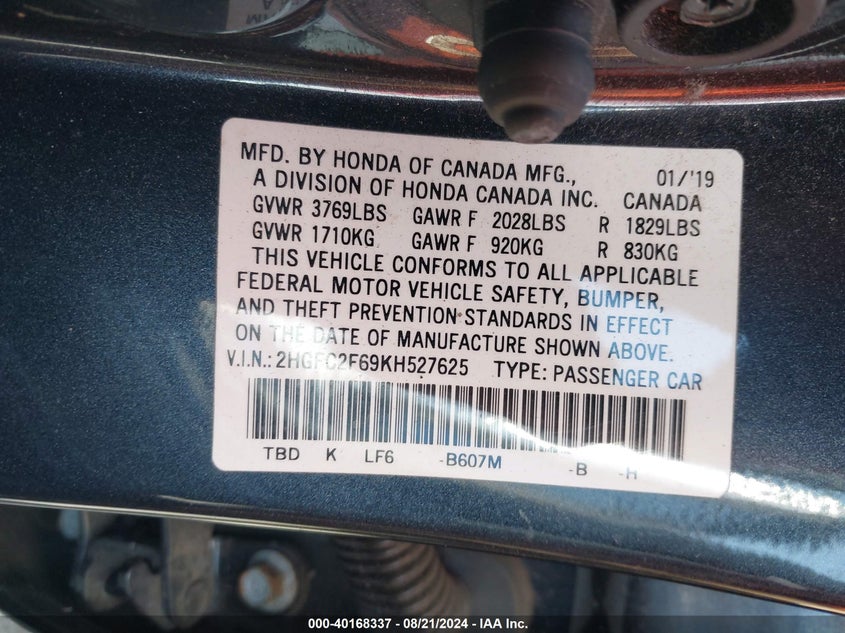 MFD. BY HONDA OF CANADA MFG., 01/'19
A DIVISION OF HONDA CANADA INC. CANADA
GVWR 3769LBS GAWR F 2028LBS R 1829LBS
GVWR 1710KG GAWR F 920KG R 830KG
THIS VEHICLE CONFORMS TO ALL APPLICABLE
FEDERAL MOTOR VEHICLE SAFETY, BUMPER,
AND THEFT PREVENTION STANDARDS IN EFFECT
ON THE DATE OF MANUFACTURE SHOWN ABOVE.
V.I.N.: 2HGFC2F69KH527625 TYPE: PASSENGER CAR
TBD K LF6 -B607M -B -H
000-40168337 - 08/21/2024 - IAA Inc.